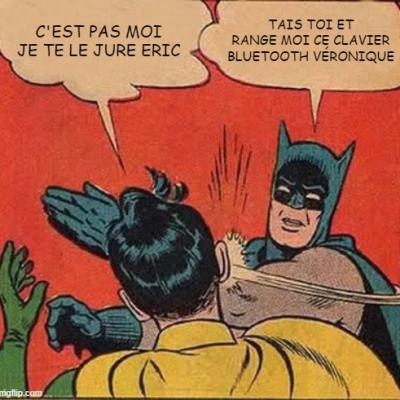 C'EST PAS MOI
JE TE LE JURE ERIC
TAIS TOI ET
RANGE MOI CE CLAVIER
BLUETOOTH VÉRONIQUE
imgflip.com